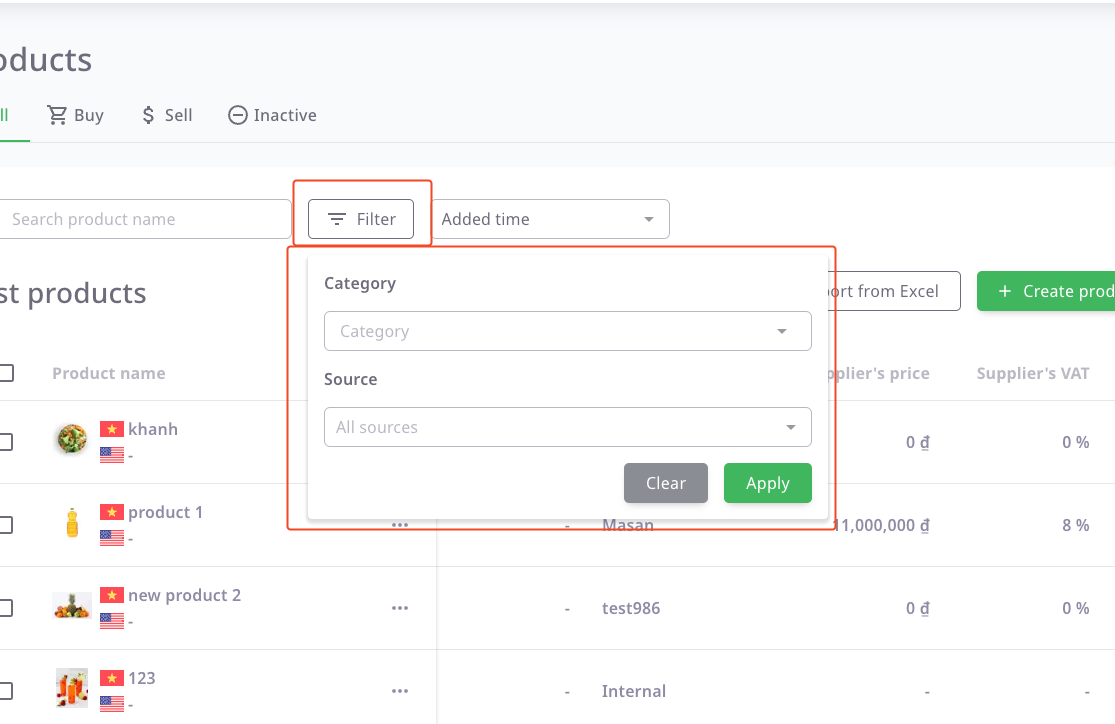 oducts
ll
Buy
Sell
Inactive
Search product name
Filter
Added time
st products
Category
ort from Excel
+ Create prod
Category
Product name
Source
plier's price
Supplier's VAT
All sources
khanh
-
0 ₫
0 %
Clear
Apply
product 1
-
-
Masan
11,000,000 ₫
8 %
new product 2
-
-
test986
0 ₫
0 %
123
-
-
Internal
-
-